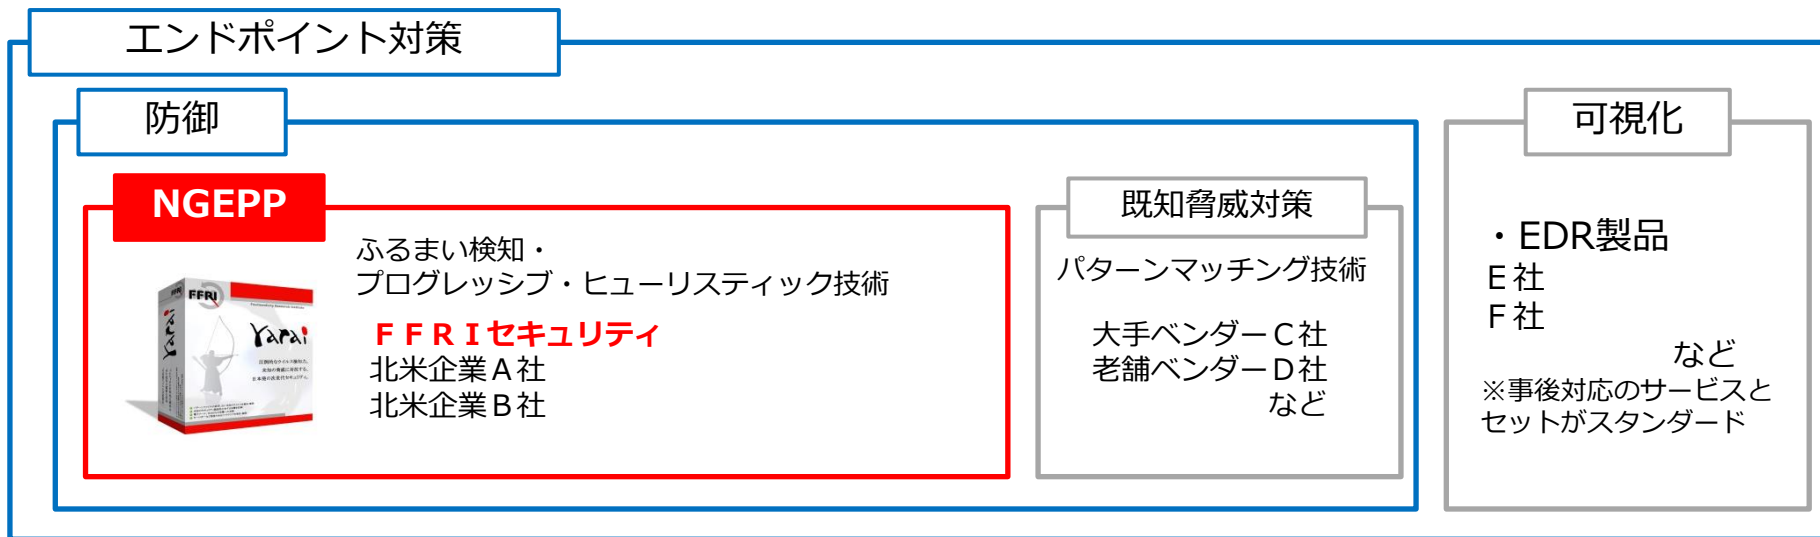 エンドポイント対策
防御
NGEPP
ふるまい検知・
プログレッシブ・ヒューリスティック技術
FFRIセキュリティ
北米企業A社
北米企業B社
FFRI
yarai
既知脅威対策
パターンマッチング技術
大手ベンダーC社
老舗ベンダーD社
など
可視化
・EDR製品
E社
F社
など
※事後対応のサービスと
セットがスタンダード